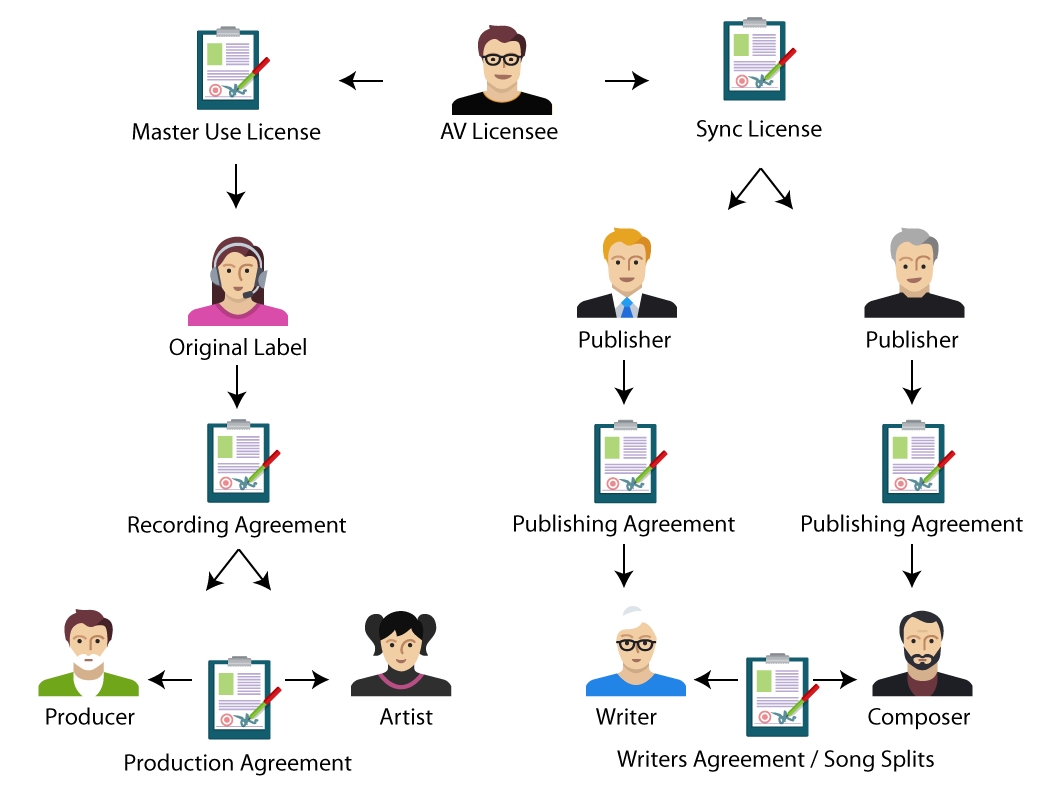 Master Use License
AV Licensee
Sync License
Original Label
Publisher
Publisher
Recording Agreement
Publishing Agreement
Publishing Agreement
Producer
Artist
Writer
Composer
Production Agreement
Writers Agreement / Song Splits